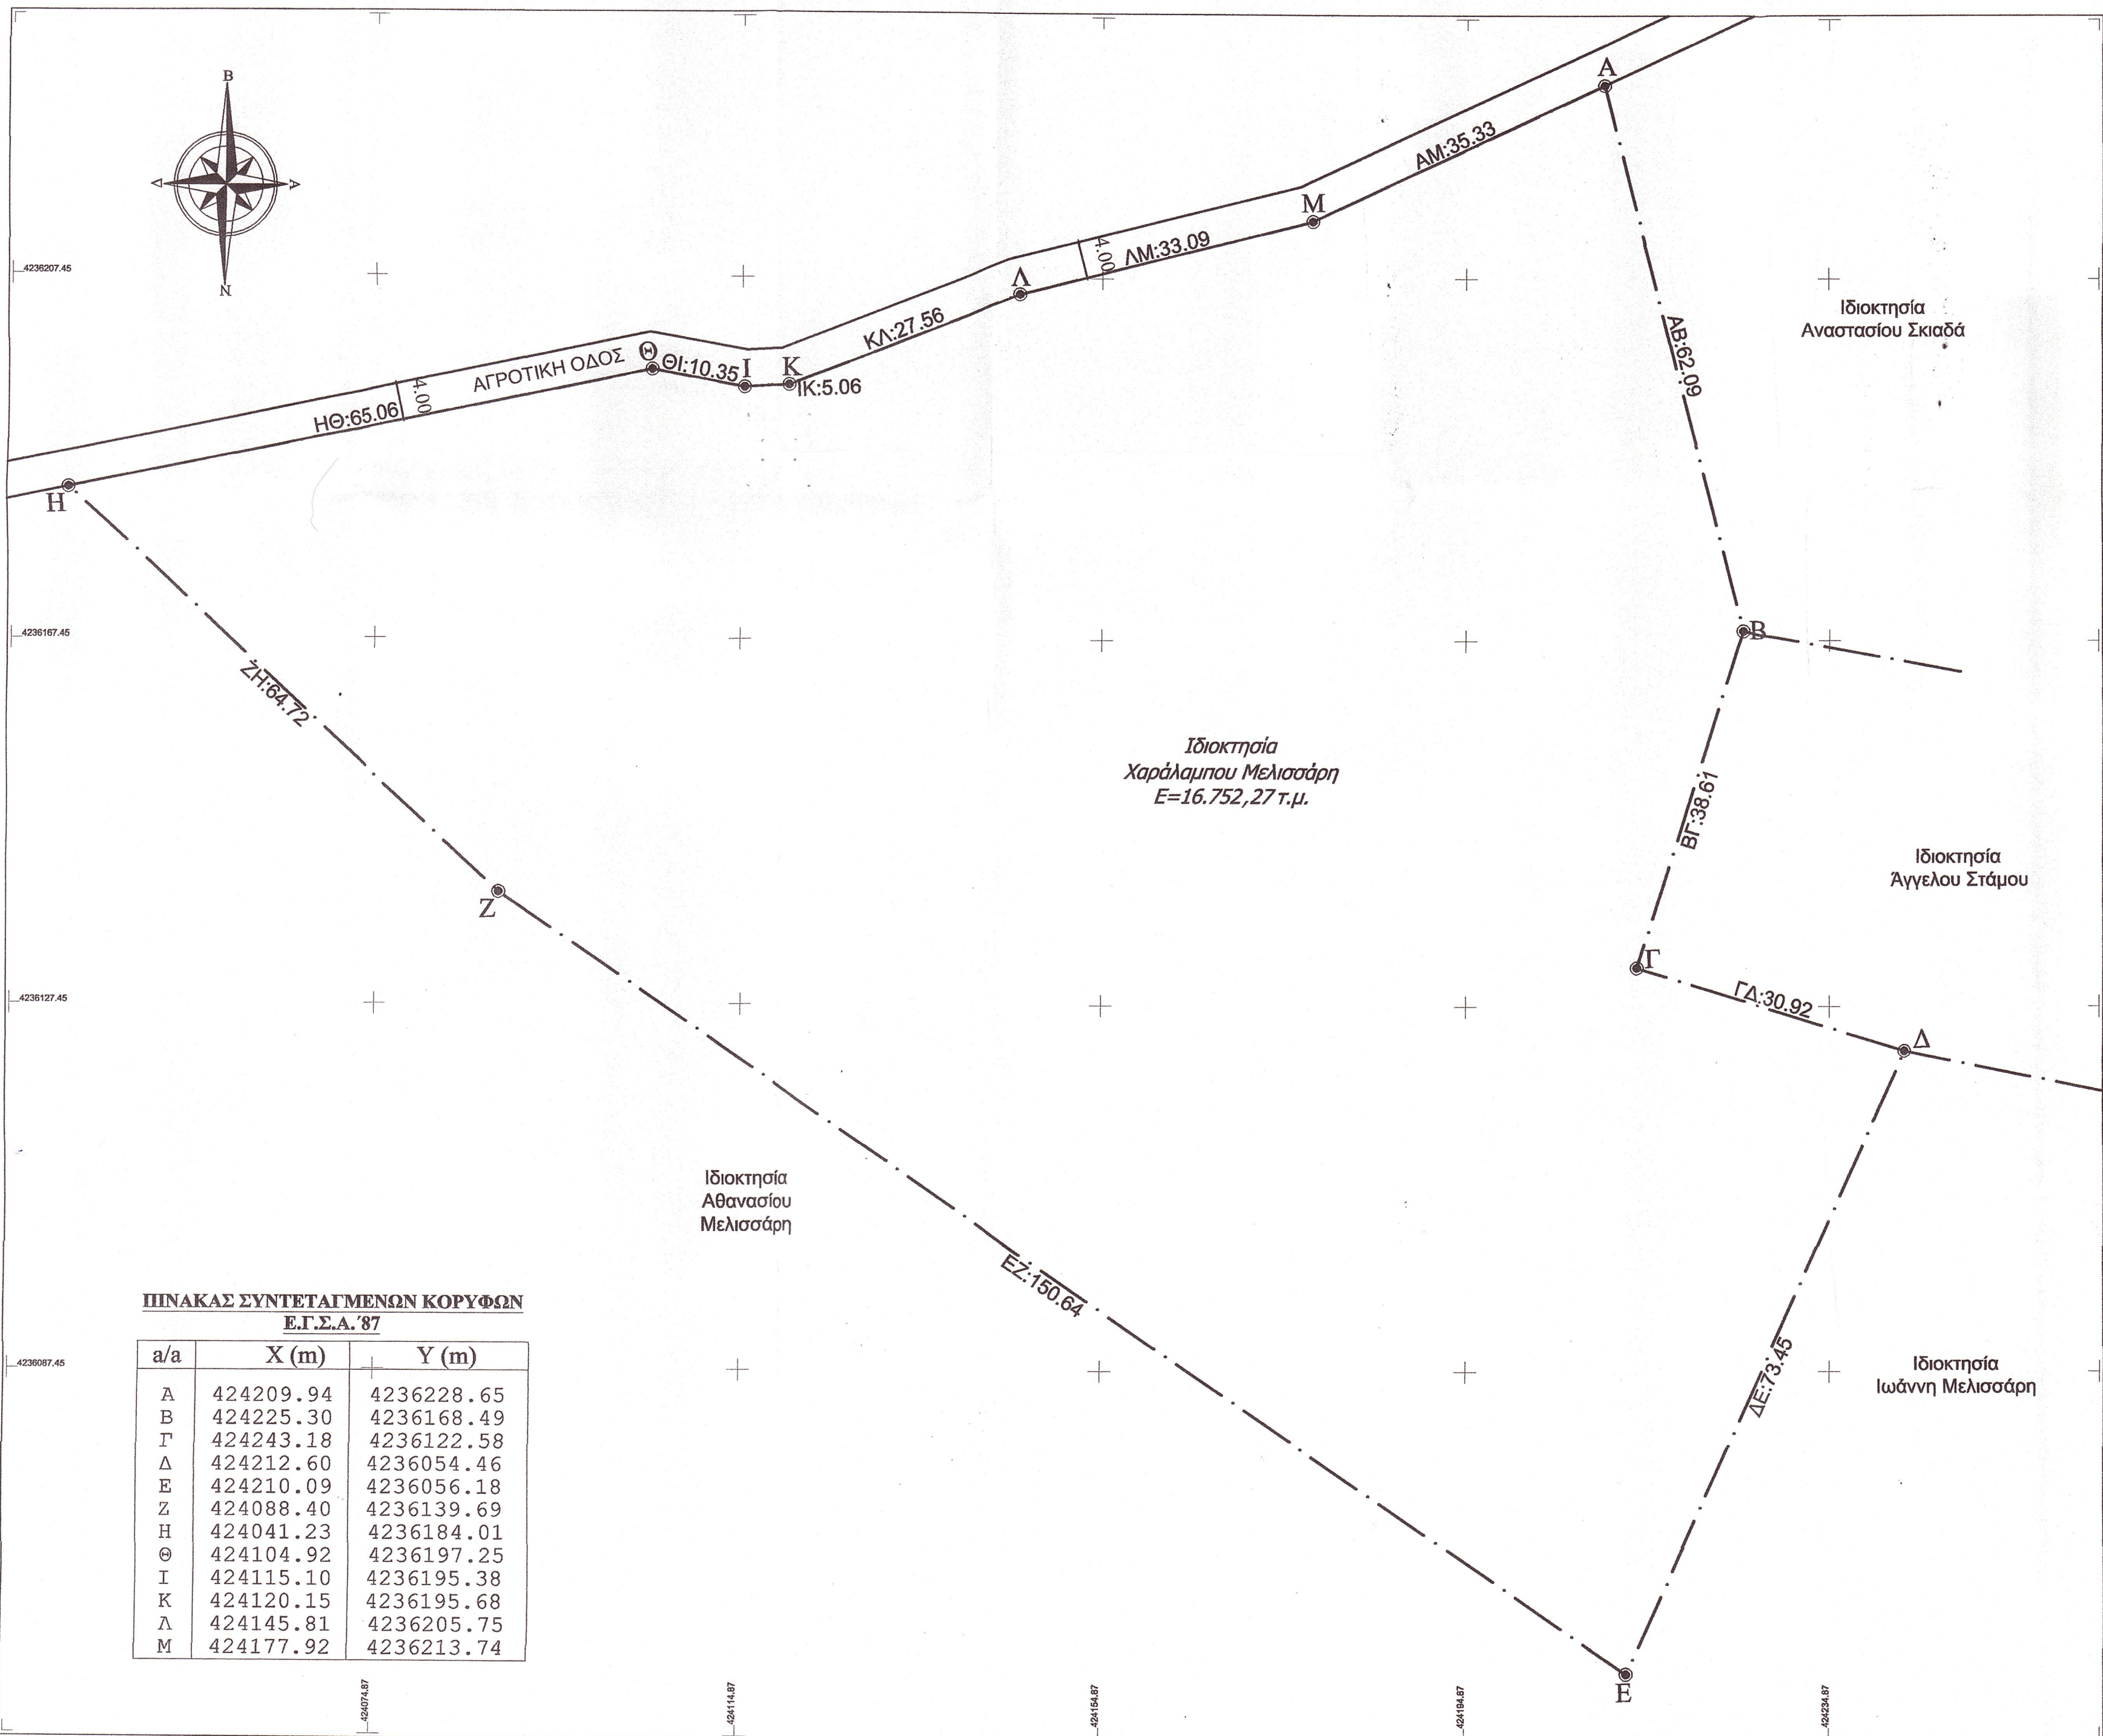 B
N
A
M
Λ
Θ
I
K
H
B
Γ
Δ
Z
E
ΑΜ:35.33
ΛΜ:33.09
4.00
ΚΛ:27.56
ΙΚ:5.06
ΘΙ:10.35
ΑΓΡΟΤΙΚΗ ΟΔΟΣ
4.00
ΗΘ:65.06
ΑΒ:62.09
ΖΗ:64.72
ΒΓ:38.61
ΓΔ:30.92
ΕΖ:150.64
ΔΕ:73.45
Ιδιοκτησία
Αναστασίου Σκιαδά
Ιδιοκτησία
Χαράλαμπου Μελισσάρη
Ε=16.752,27 τ.μ.
Ιδιοκτησία
Άγγελου Στάμου
Ιδιοκτησία
Αθανασίου
Μελισσάρη
Ιδιοκτησία
Ιωάννη Μελισσάρη
4236207.45
4236167.45
4236127.45
4236087.45
ΠΙΝΑΚΑΣ ΣΥΝΤΕΤΑΓΜΕΝΩΝ ΚΟΡΥΦΩΝ
Ε.Γ.Σ.Α.΄87
α/α X (m) Y (m)
Α 424209.94 4236228.65
Β 424225.30 4236168.49
Γ 424243.18 4236122.58
Δ 424212.60 4236054.46
Ε 424210.09 4236056.18
Ζ 424088.40 4236139.69
Η 424041.23 4236184.01
Θ 424104.92 4236197.25
Ι 424115.10 4236195.38
Κ 424120.15 4236195.68
Λ 424145.81 4236205.75
Μ 424177.92 4236213.74
424074.87
424114.87
424154.87
424194.87
424234.87